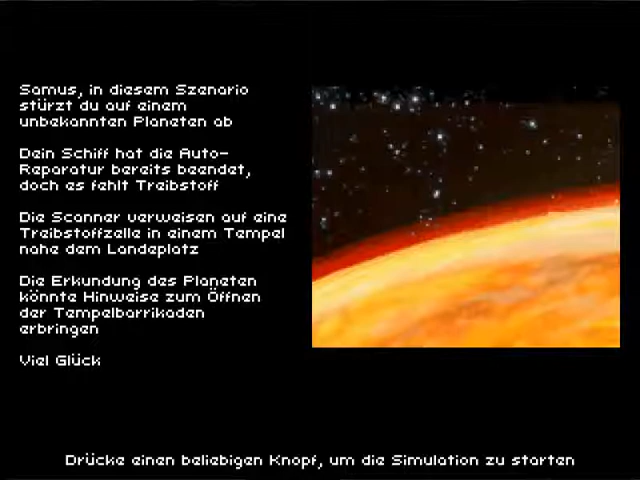 Samus, in diesem Szenario
stürzt du auf einem
unbekannten Planeten ab
Dein Schiff hat die Auto-
Reparatur bereits beendet,
doch es fehlt Treibstoff
Die Scanner verweisen auf eine
Treibstoffzelle in einem Tempel
nahe dem Landeplatz
Die Erkundung des Planeten
könnte Hinweise zum Öffnen
der Tempelbarrikaden
erbringen
Viel Glück
Drücke einen beliebigen Knopf, um die Simulation zu starten